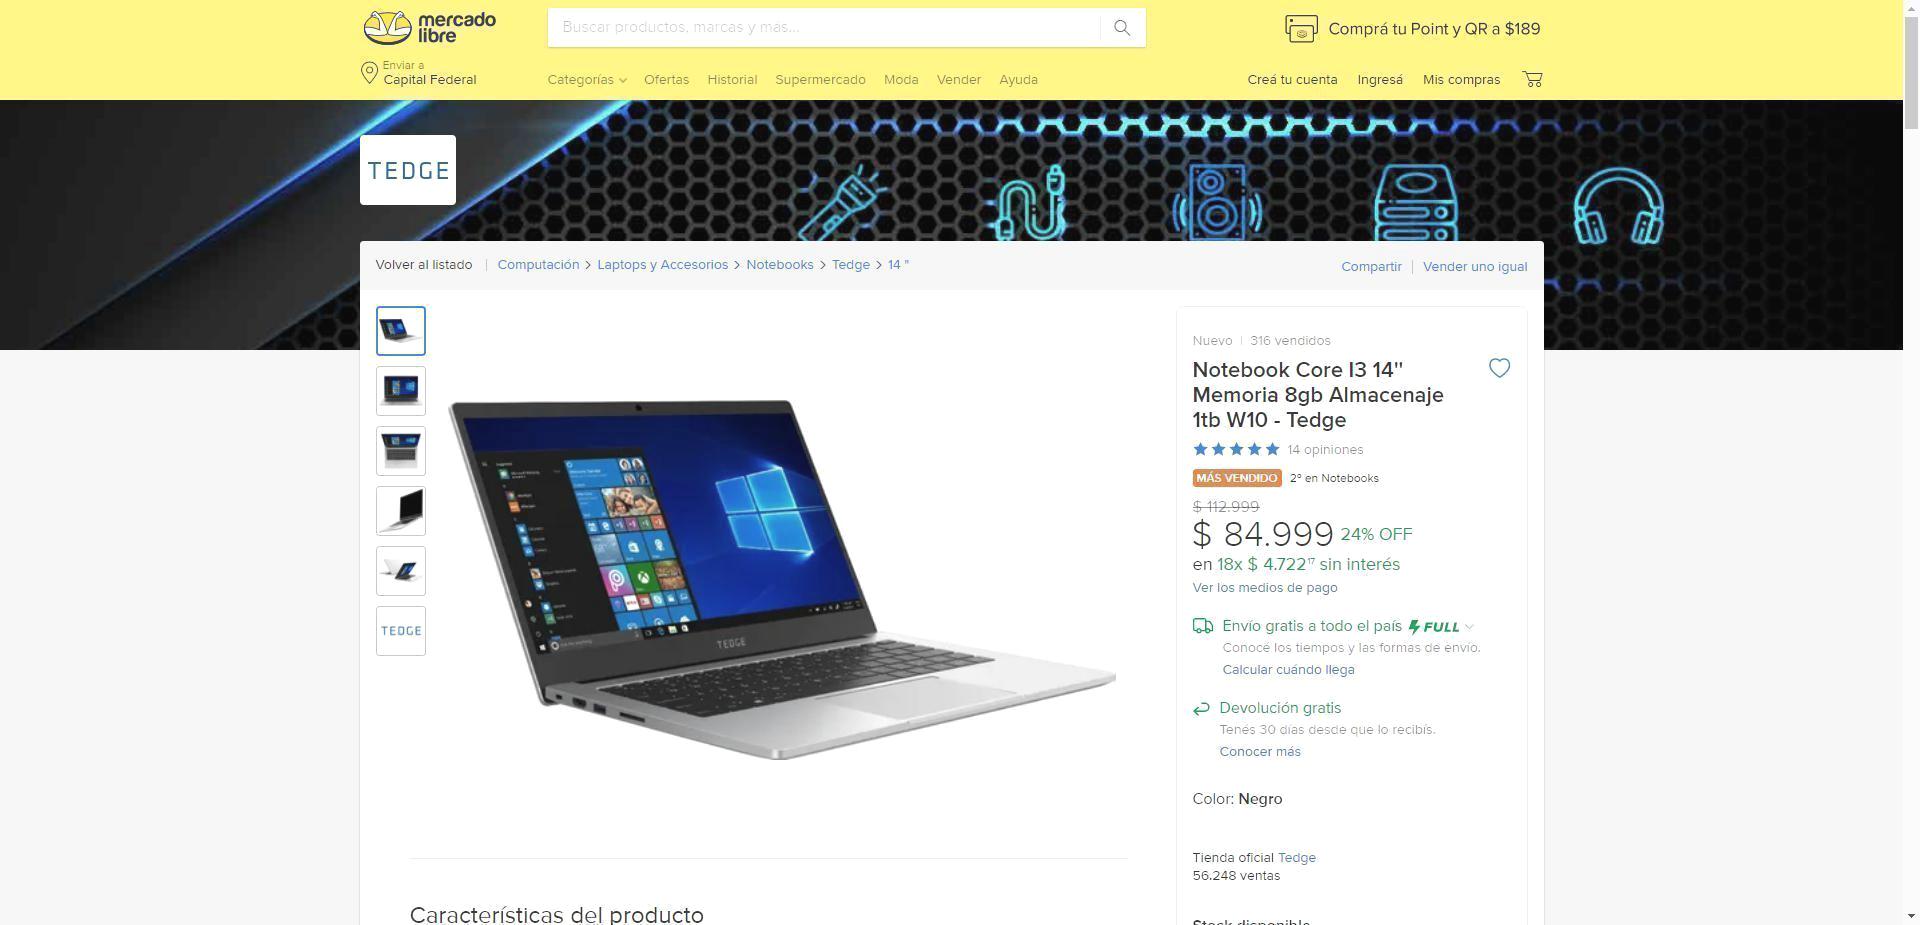 mercado
libre
Buscar productos, marcas y más...
Comprá tu Point y QR a $189
Enviar a
Capital Federal
Categorías
Ofertas
Historial
Supermercado
Moda
Vender
Ayuda
Creá tu cuenta
Ingresá
Mis compras
TEDGE
Volver al listado
Computación > Laptops y Accesorios > Notebooks > Tedge > 14 "
Compartir
Vender uno igual
Nuevo | 316 vendidos
Notebook Core I3 14''
Memoria 8gb Almacenaje
1tb W10 - Tedge
14 opiniones
MÁS VENDIDO 2º en Notebooks
$ 112.999
$ 84.999 24% OFF
en 18x $ 4.722¹⁷ sin interés
Ver los medios de pago
Envío gratis a todo el país FULL
Conocé los tiempos y las formas de envío.
Calcular cuándo llega
Devolución gratis
Tenés 30 días desde que lo recibís.
Conocer más
Color: Negro
Tienda oficial Tedge
56.248 ventas
Stock disponible
TEDGE
TEDGE
Características del producto